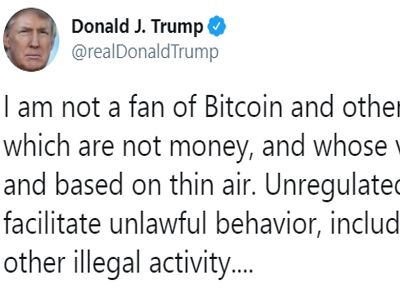 Donald J. Trump
@realDonaldTrump
I am not a fan of Bitcoin and other
which are not money, and whose v
and based on thin air. Unregulated
facilitate unlawful behavior, includ
other illegal activity....